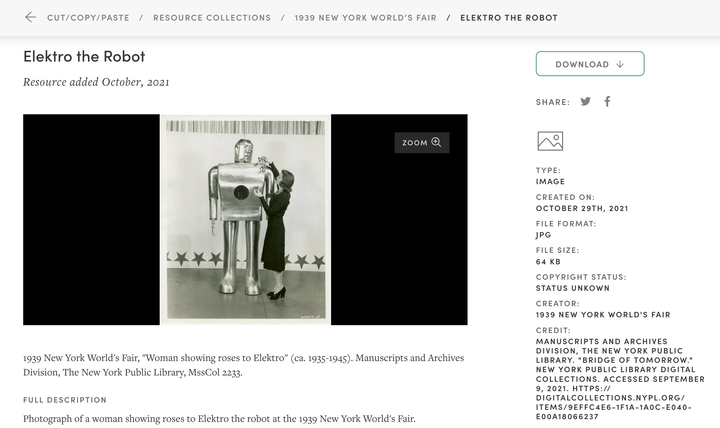 CUT/COPY/PASTE / RESOURCE COLLECTIONS / 1939 NEW YORK WORLD'S FAIR / ELEKTRO THE ROBOT
Elektro the Robot
Resource added October, 2021
ZOOM
1939 New York World's Fair, "Woman showing roses to Elektro" (ca. 1935-1945). Manuscripts and Archives
Division, The New York Public Library, MssCol 2233.
FULL DESCRIPTION
Photograph of a woman showing roses to Elektro the robot at the 1939 New York World's Fair.
DOWNLOAD
SHARE:
TYPE:
IMAGE
CREATED ON:
OCTOBER 29TH, 2021
FILE FORMAT:
JPG
FILE SIZE:
64 KB
COPYRIGHT STATUS:
STATUS UNKOWN
CREATOR:
1939 NEW YORK WORLD'S FAIR
CREDIT:
MANUSCRIPTS AND ARCHIVES
DIVISION, THE NEW YORK PUBLIC
LIBRARY. "BRIDGE OF TOMORROW."
NEW YORK PUBLIC LIBRARY DIGITAL
COLLECTIONS. ACCESSED SEPTEMBER
9, 2021. HTTPS://
DIGITALCOLLECTIONS.NYPL.ORG/
ITEMS/9EFFC4E6-1F1A-1A0C-E040-
E00A18066237